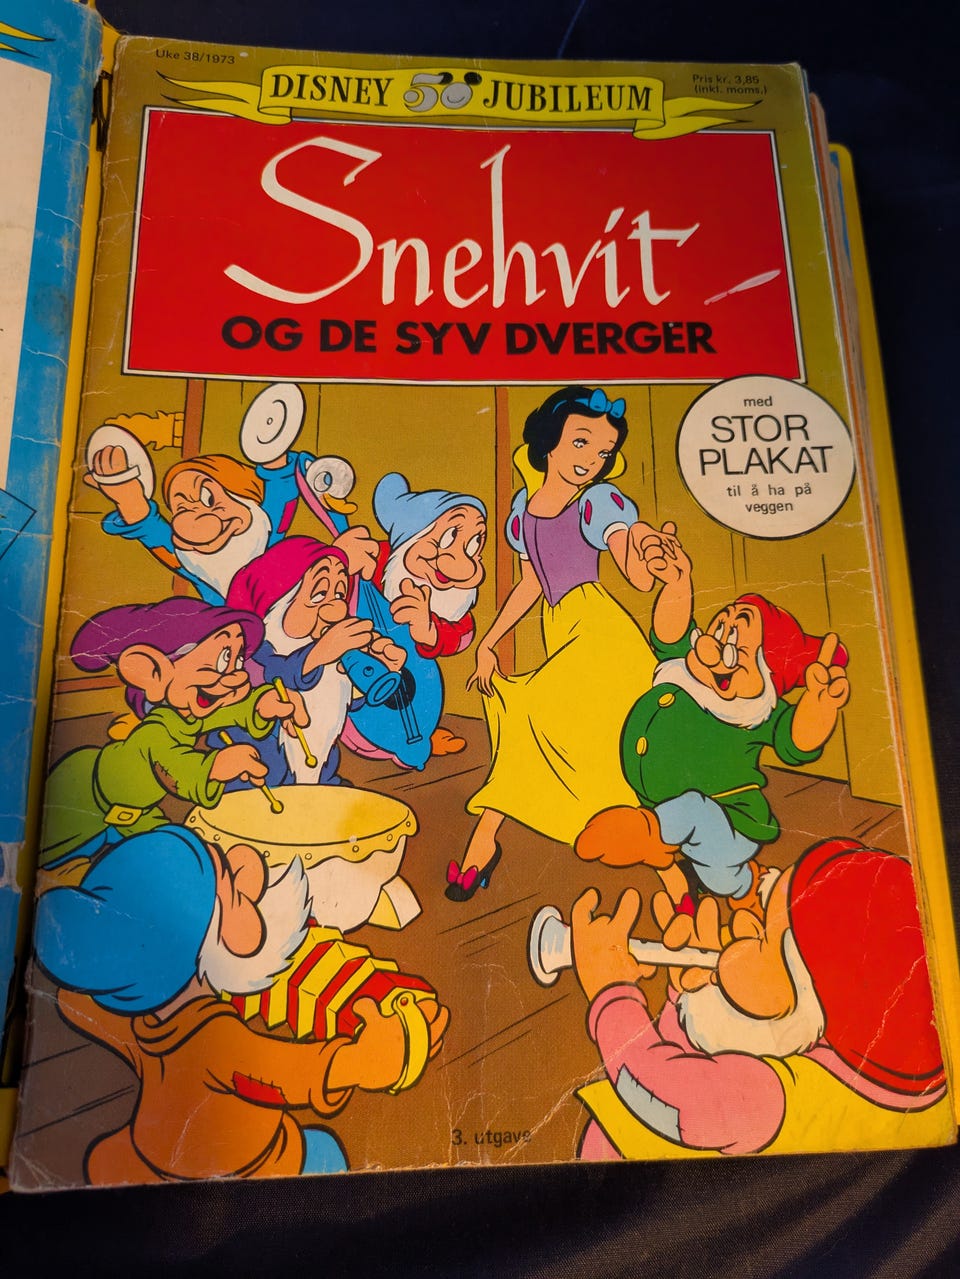 Uke 38/1973
DISNEY 50 JUBILEUM
Pris kr. 3,85
(inkl. moms.)
Snehvit
OG DE SYV DVERGER
med
STOR
PLAKAT
til å ha på
veggen
3. utgave